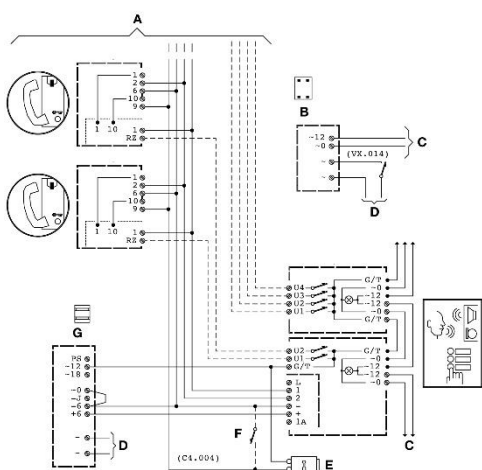 A
1
2
6
10
9
1 10
1
RZ
1
2
6
10
9
1 10
1
RZ
B
~12
~0
~
~
(VX.014)
C
D
U4
U3
U2
U1
G/T
~0
~12
~12
~0
G/T
U2
U1
G/T
G/T
~0
~12
~12
~0
L
1
2
-
+
1A
C
G
PS
~12
~18
~0
-J
-6
+6
~
~
D
F
(C4.004)
E